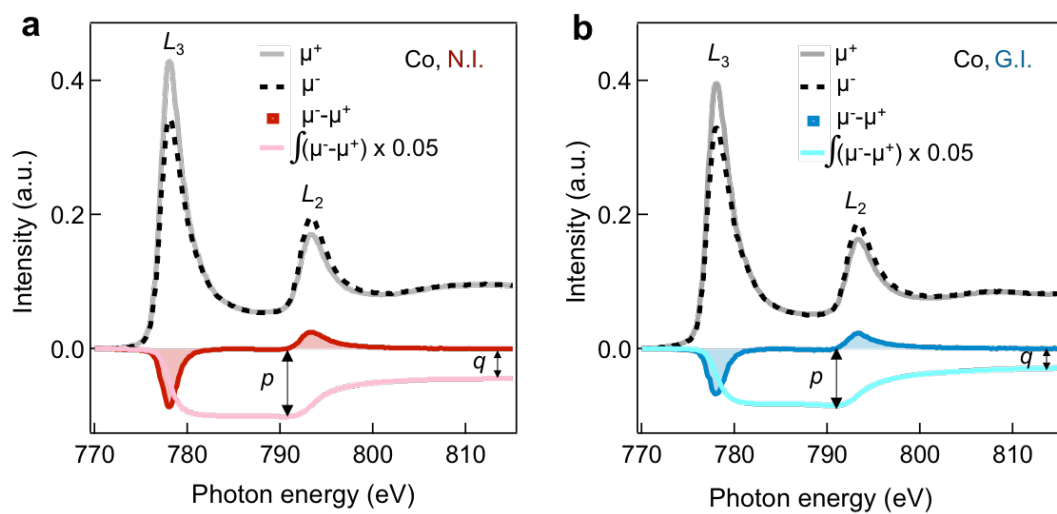 a
L3
μ+
μ-
μ--μ+
∫(μ--μ+) x 0.05
Co, N.I.
L2
0.4
0.2
0.0
Intensity (a.u.)
p
q
770 780 790 800 810
Photon energy (eV)
b
L3
μ+
μ-
μ--μ+
∫(μ--μ+) x 0.05
Co, G.I.
L2
0.4
0.2
0.0
Intensity (a.u.)
p
q
770 780 790 800 810
Photon energy (eV)